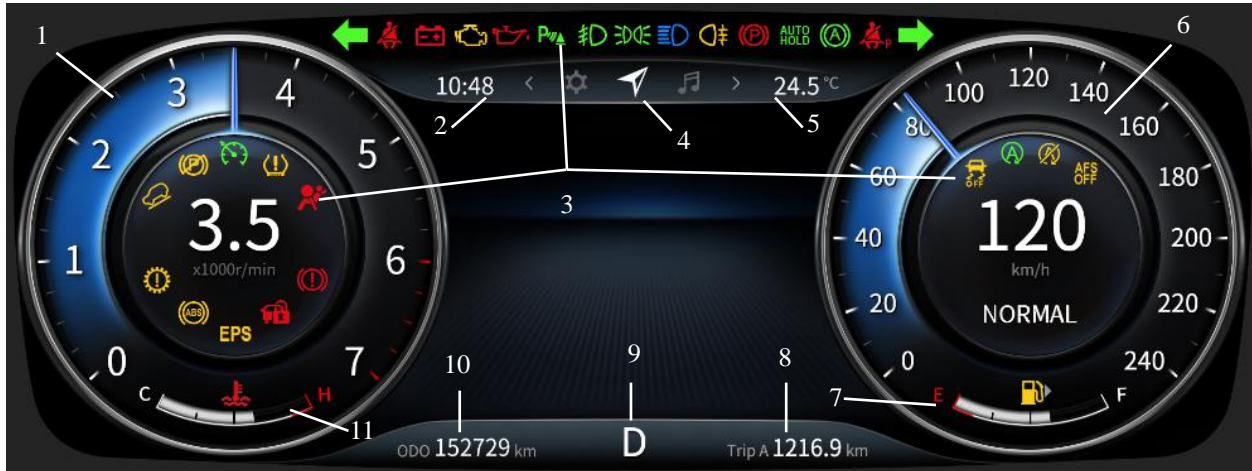 1
6
P
P
AUTO
HOLD
A
P
10:48
24.5 °C
2
4
5
3
3
4
2
5
1
6
0
7
P
3.5
x1000r/min
ABS
EPS
C
H
11
10
ODO 152729 km
9
D
8
Trip A 1216.9 km
100
120
140
80
160
60
180
40
200
20
220
0
240
A
A
OFF
AFS
OFF
120
km/h
NORMAL
7
E
F